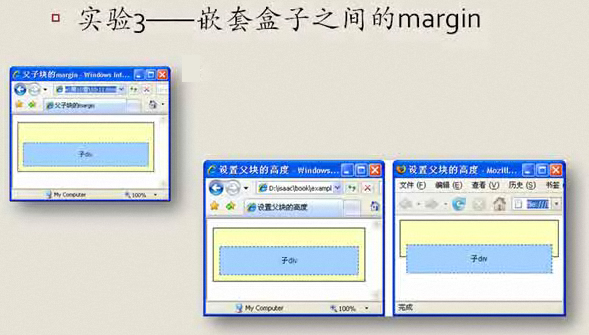 实验3——嵌套盒子之间的margin
父子块的margin - Windows Int...
父子块的margin
子div
My Computer
100%
设置父块的高度 - Windows...
D:\isaac\book\exampl
设置父块的高度
子div
My Computer
100%
设置父块的高度 - Mozil...
文件(F) 编辑(E) 查看(V) 历史(S) 书签
file:///
子div
完成